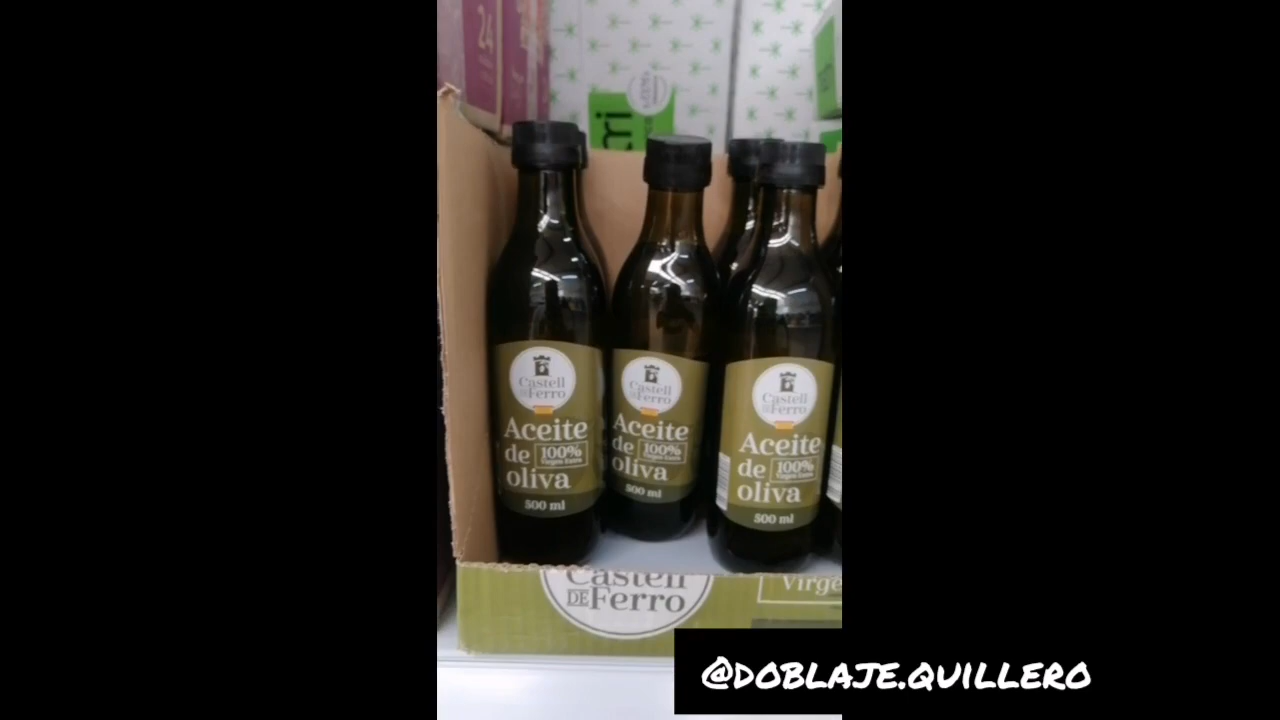 24
Castell
DE Ferro
Aceite
de 100%
Virgen Extra
oliva
500 ml
Castell
DE Ferro
Aceite
de 100%
Virgen Extra
oliva
500 ml
Castell
DE Ferro
Aceite
de 100%
Virgen Extra
oliva
500 ml
Castell
DE Ferro
Virge
@DOBLAJE.QUILLERO